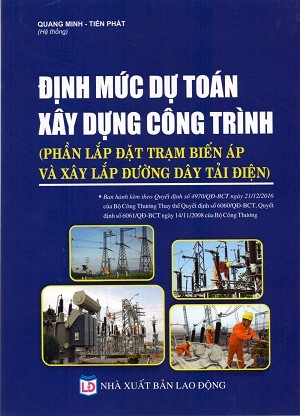 QUANG MINH - TIẾN PHÁT
(Hệ thống)
ĐỊNH MỨC DỰ TOÁN
XÂY DỰNG CÔNG TRÌNH
(PHẦN LẮP ĐẶT TRẠM BIẾN ÁP
VÀ XÂY LẮP ĐƯỜNG DÂY TẢI ĐIỆN)
* Ban hành kèm theo Quyết định số 4970/QĐ-BCT ngày 21/12/2016
của Bộ Công Thương Thay thế Quyết định số 6060/QĐ-BCT, Quyết
định số 6061/QĐ-BCT ngày 14/11/2008 của Bộ Công Thương
LĐ
NHÀ XUẤT BẢN LAO ĐỘNG